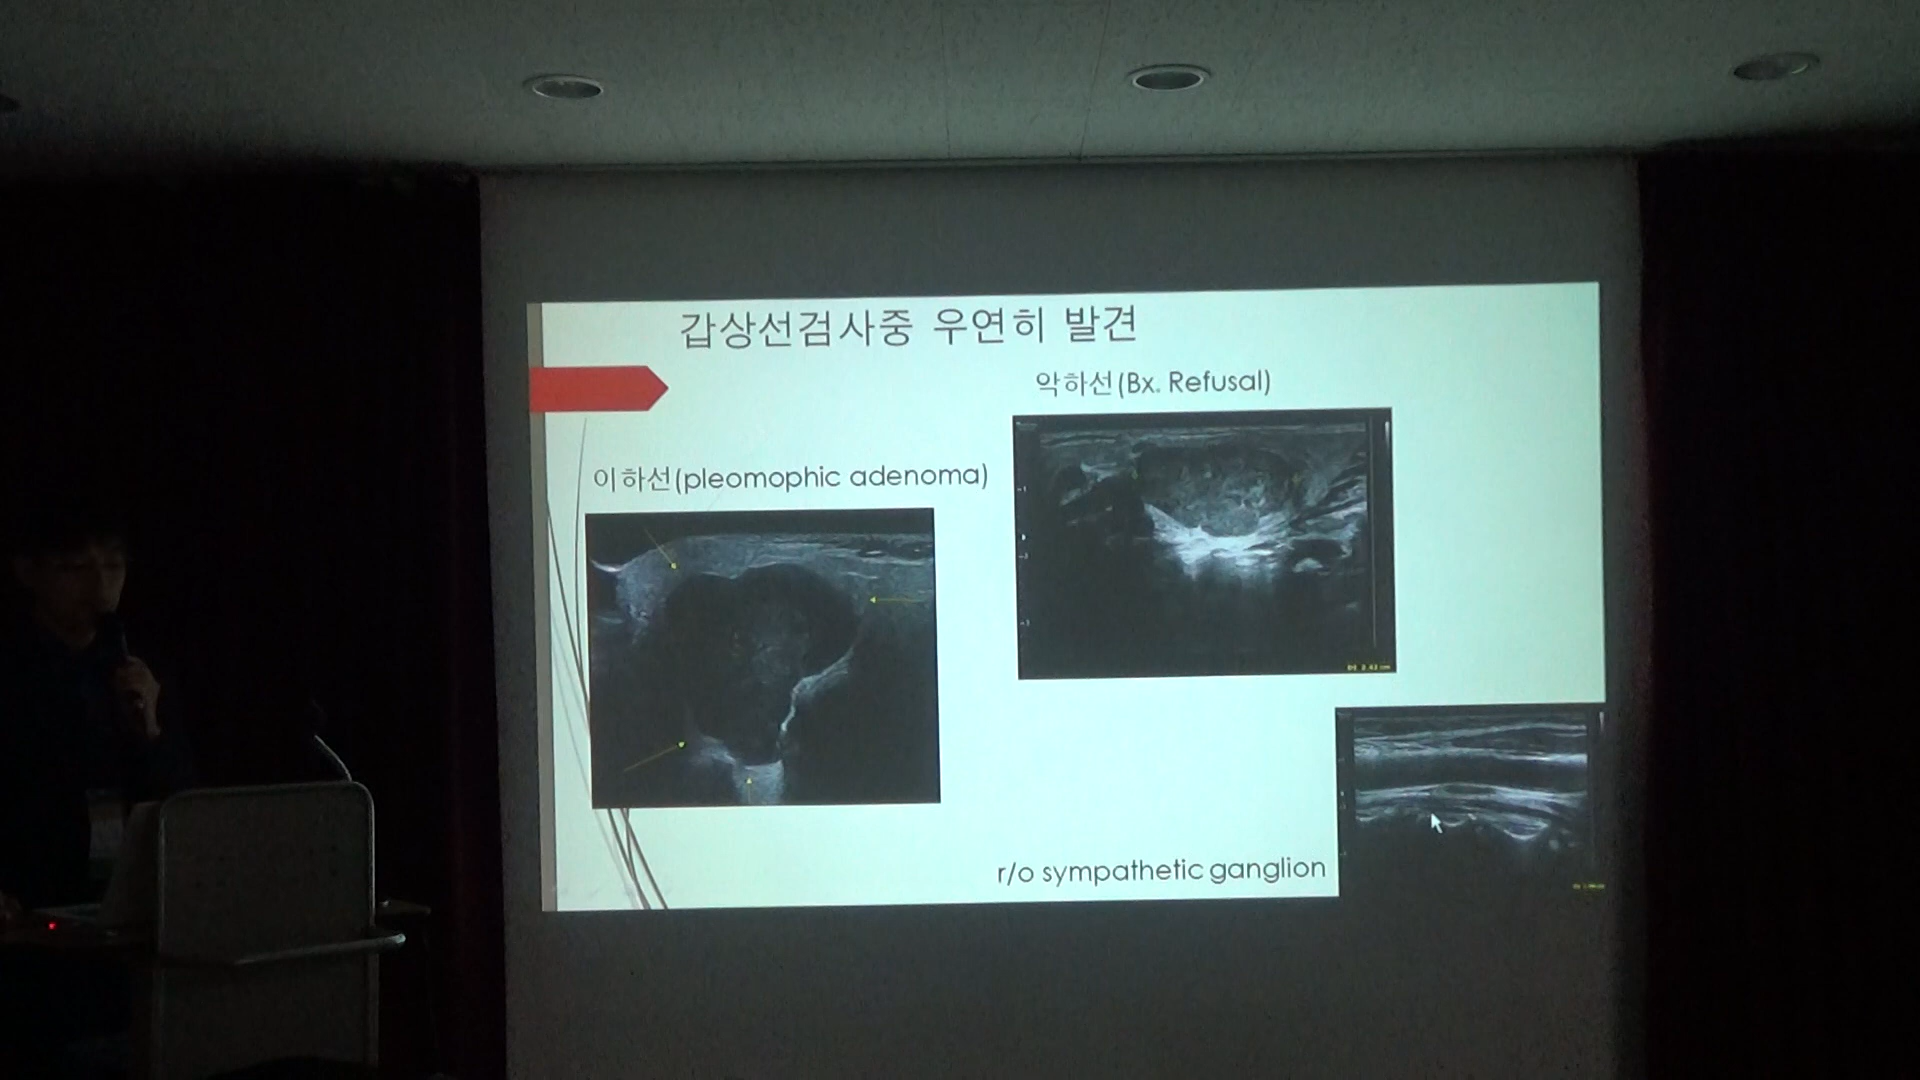 갑상선검사중 우연히 발견
악하선(Bx. Refusal)
이하선(pleomophic adenoma)
r/o sympathetic ganglion